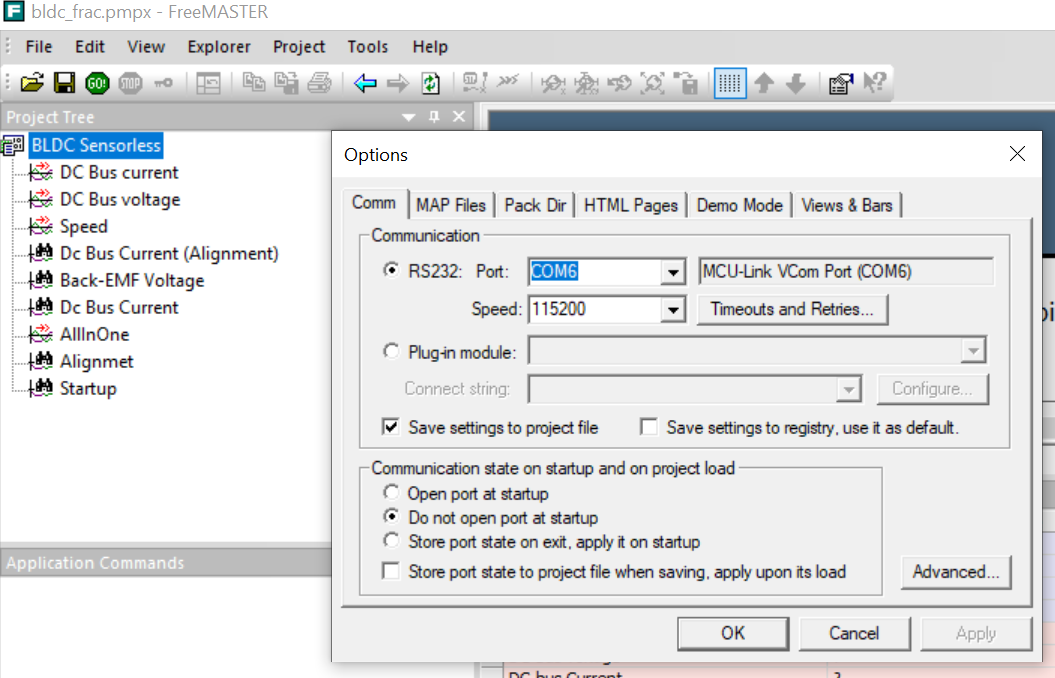 bldc_frac.pmpx - FreeMASTER
File Edit View Explorer Project Tools Help
GO! STOP
Project Tree
BLDC Sensorless
DC Bus current
DC Bus voltage
Speed
Dc Bus Current (Alignment)
Back-EMF Voltage
Dc Bus Current
AllInOne
Alignmet
Startup
Application Commands
Options
Comm MAP Files Pack Dir HTML Pages Demo Mode Views & Bars
Communication
RS232: Port: COM6 MCU-Link VCom Port (COM6)
Speed: 115200 Timeouts and Retries...
Plug-in module:
Connect string: Configure...
Save settings to project file Save settings to registry, use it as default.
Communication state on startup and on project load
Open port at startup
Do not open port at startup
Store port state on exit, apply it on startup
Store port state to project file when saving, apply upon its load Advanced...
OK Cancel Apply
DC bus Current ?